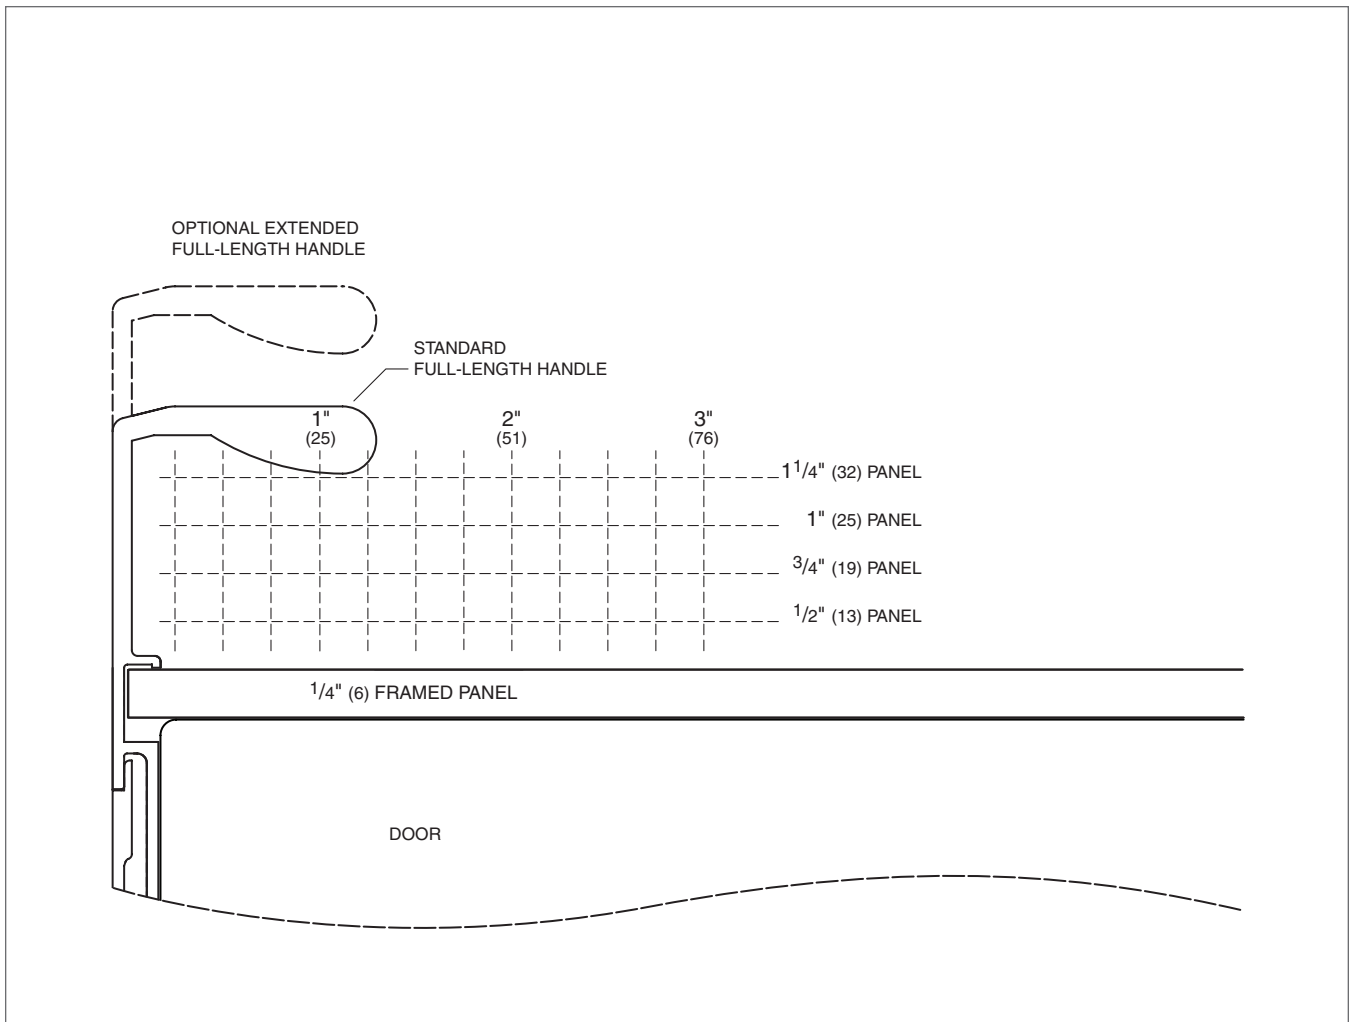 OPTIONAL EXTENDED
FULL-LENGTH HANDLE
STANDARD
FULL-LENGTH HANDLE
1" 2" 3"
(25) (51) (76)
1 1/4" (32) PANEL
1" (25) PANEL
3/4" (19) PANEL
1/2" (13) PANEL
1/4" (6) FRAMED PANEL
DOOR